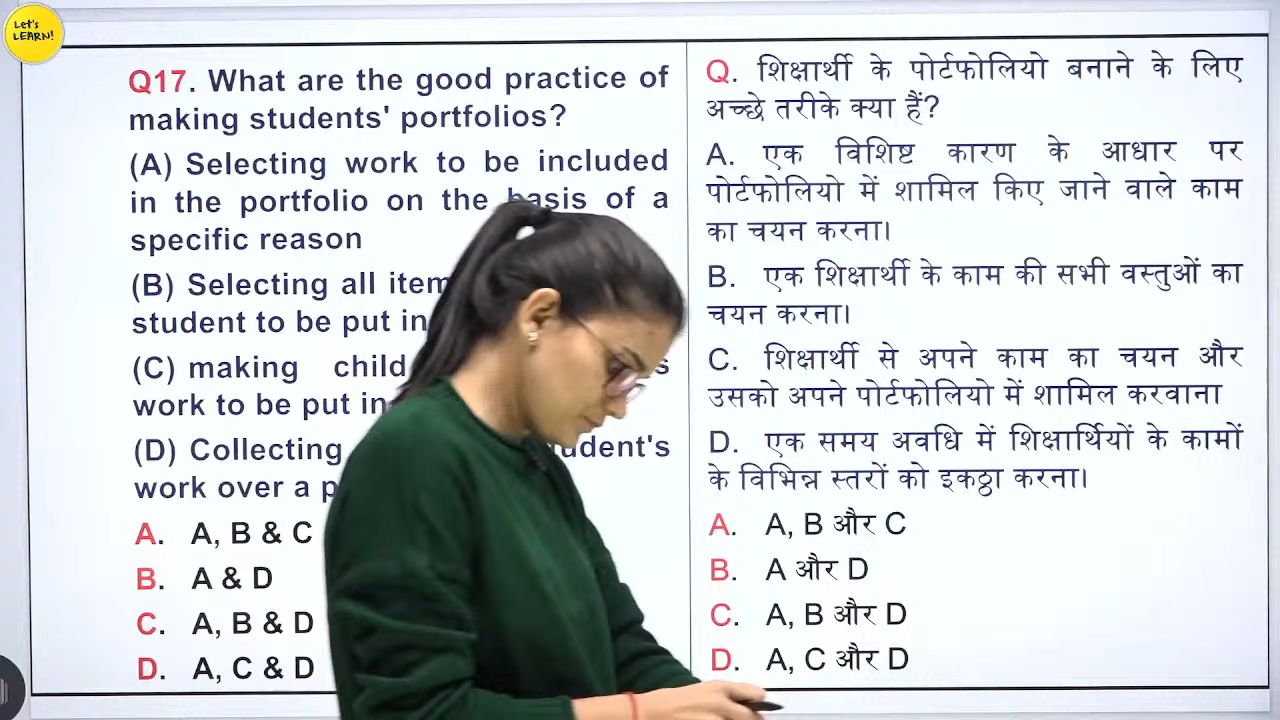 Let's
LEARN!
Q17. What are the good practice of
making students' portfolios?
(A) Selecting work to be included
in the portfolio on the basis of a
specific reason
(B) Selecting all
student to be put in
(C) making child
work to be put in
(D) Collecting
work over a
A. A, B & C
B. A & D
C. A, B & D
D. A, C & D
Q. शिक्षार्थी के पोर्टफोलियो बनाने के लिए
अच्छे तरीके क्या हैं?
A. एक विशिष्ट कारण के आधार पर
पोर्टफोलियो में शामिल किए जाने वाले काम
का चयन करना।
B. एक शिक्षार्थी के काम की सभी वस्तुओं का
चयन करना।
C. शिक्षार्थी से अपने काम का चयन और
उसको अपने पोर्टफोलियो में शामिल करवाना
D. एक समय अवधि में शिक्षार्थियों के कामों
के विभिन्न स्तरों को इकठ्ठा करना।
A. A, B और C
B. A और D
C. A, B और D
D. A, C और D